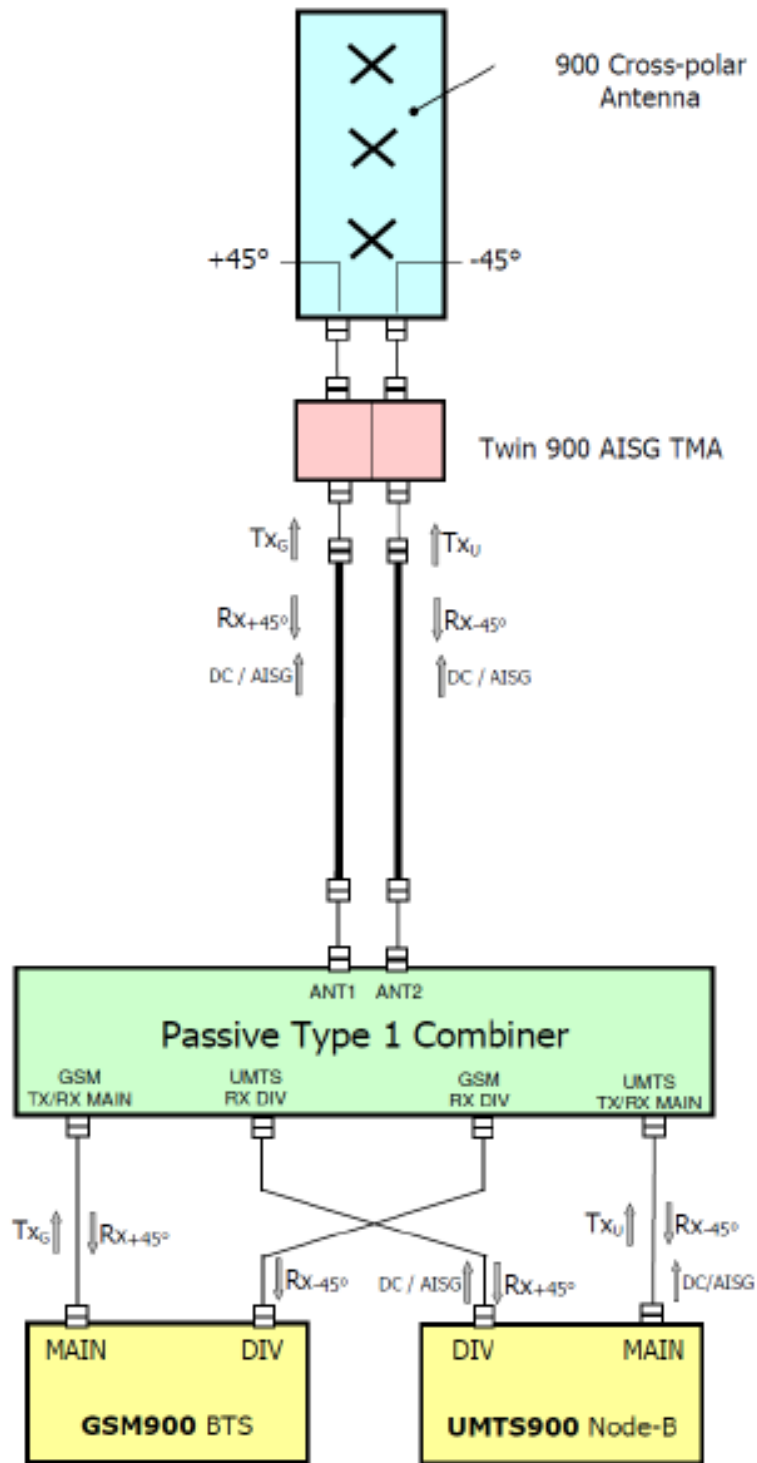 900 Cross-polar
Antenna
+45°
-45°
Twin 900 AISG TMA
TxG
TxU
Rx+45°
Rx-45°
DC / AISG
DC / AISG
ANT1 ANT2
Passive Type 1 Combiner
GSM
TX/RX MAIN
UMTS
RX DIV
GSM
RX DIV
UMTS
TX/RX MAIN
TxG
Rx+45°
TxU
Rx-45°
Rx-45°
DC / AISG
Rx+45°
DC/AISG
MAIN
DIV
DIV
MAIN
GSM900 BTS
UMTS900 Node-B